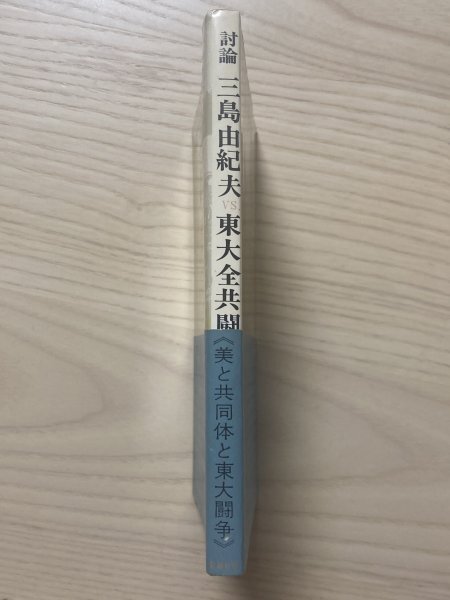 討論
三島由紀夫
VS.
東大全共闘
《美と共同体と東大闘争》